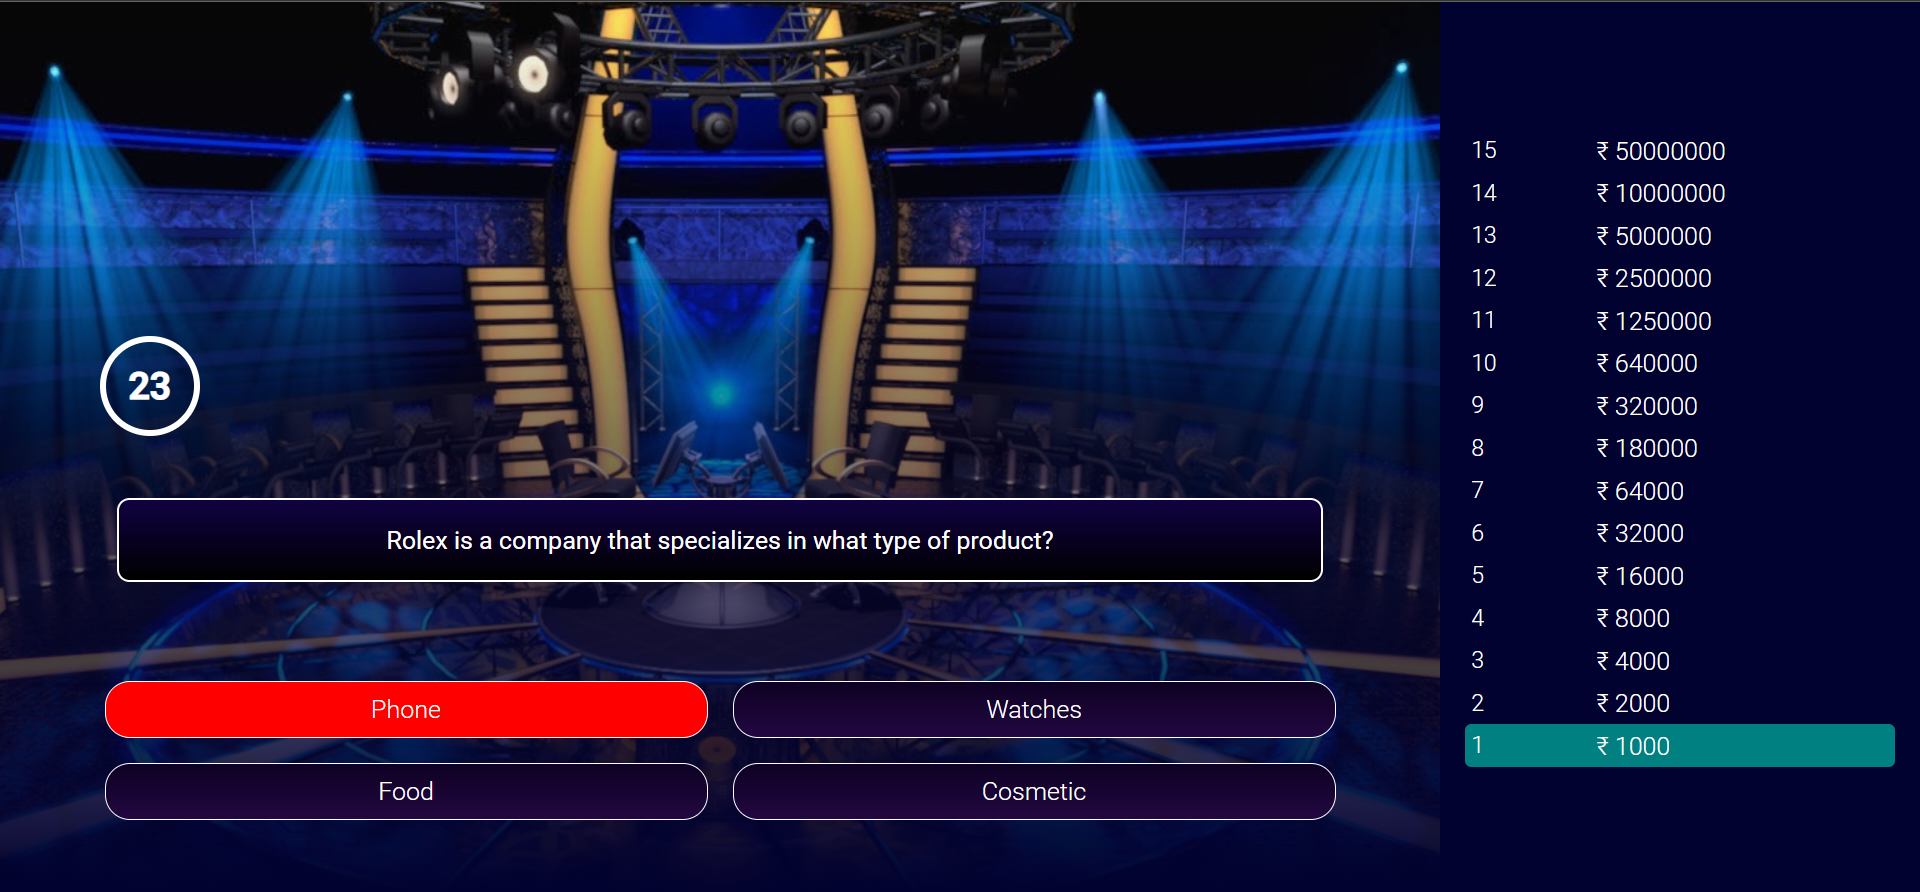 23
Rolex is a company that specializes in what type of product?
Phone
Watches
Food
Cosmetic
15 ₹ 50000000
14 ₹ 10000000
13 ₹ 5000000
12 ₹ 2500000
11 ₹ 1250000
10 ₹ 640000
9 ₹ 320000
8 ₹ 180000
7 ₹ 64000
6 ₹ 32000
5 ₹ 16000
4 ₹ 8000
3 ₹ 4000
2 ₹ 2000
1 ₹ 1000